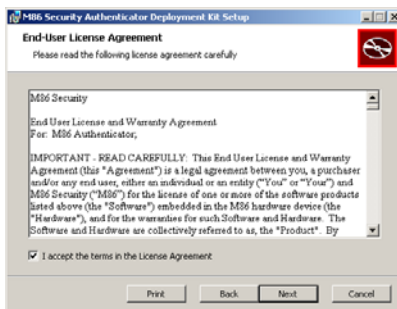 M86 Security Authenticator Deployment Kit Setup
End-User License Agreement
Please read the following license agreement carefully
M86 Security
End User License and Warranty Agreement
For: M86 Authenticator;
IMPORTANT - READ CAREFULLY: This End User License and Warranty
Agreement (this "Agreement") is a legal agreement between you, a purchaser
and/or any end user, either an individual or an entity ("You" or "Your") and
M86 Security ("M86") for the license of one or more of the software products
listed above (the "Software") embedded in the M86 hardware device (the
"Hardware"), and for the warranties for such Software and Hardware. The
Software and Hardware are collectively referred to as, the "Product". By
I accept the terms in the License Agreement
Print Back Next Cancel